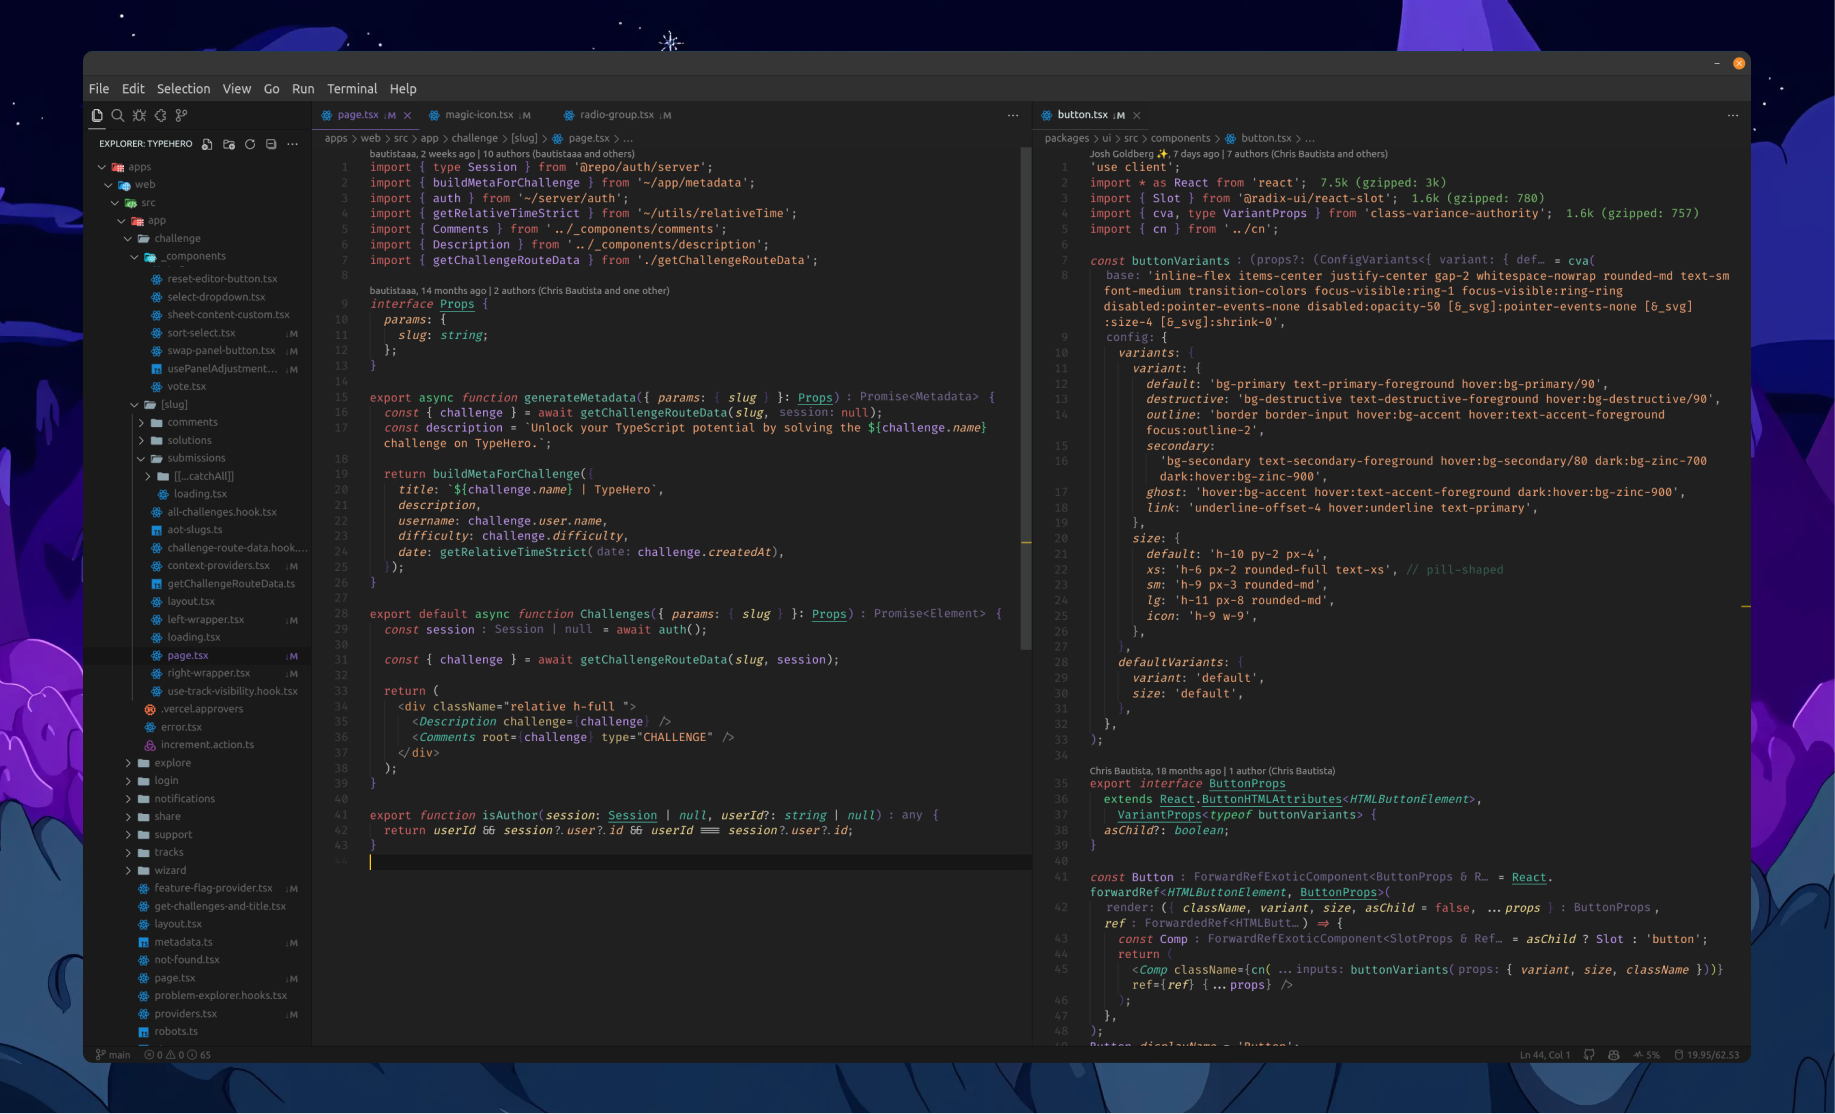 File Edit Selection View Go Run Terminal Help
EXPLORER: TYPEHERO
apps
web
src
app
challenge
_components
reset-editor-button.tsx
select-dropdown.tsx
sheet-content-custom.tsx
sort-select.tsx ↓M
swap-panel-button.tsx ↓M
usePanelAdjustment... ↓M
vote.tsx
[slug]
comments
solutions
submissions
[[...catchAll]]
loading.tsx
all-challenges.hook.tsx
aot-slugs.ts
challenge-route-data.hook....
context-providers.tsx ↓M
getChallengeRouteData.ts
layout.tsx
left-wrapper.tsx ↓M
loading.tsx
page.tsx ↓M
right-wrapper.tsx ↓M
use-track-visibility.hook.tsx
.vercel.approvers
error.tsx
increment.action.ts
explore
login
notifications
share
support
tracks
wizard
feature-flag-provider.tsx ↓M
get-challenges-and-title.tsx
layout.tsx
metadata.ts ↓M
not-found.tsx
page.tsx ↓M
problem-explorer.hooks.tsx
providers.tsx ↓M
robots.ts
page.tsx ↓M magic-icon.tsx ↓M radio-group.tsx ↓M
apps > web > src > app > challenge > [slug] > page.tsx > ...
bautistaaa, 2 weeks ago | 10 authors (bautistaaa and others)
1 import { type Session } from '@repo/auth/server';
2 import { buildMetaForChallenge } from '~/app/metadata';
3 import { auth } from '~/server/auth';
4 import { getRelativeTimeStrict } from '~/utils/relativeTime';
5 import { Comments } from '../_components/comments';
6 import { Description } from '../_components/description';
7 import { getChallengeRouteData } from './getChallengeRouteData';
8
bautistaaa, 14 months ago | 2 authors (Chris Bautista and one other)
9 interface Props {
10 params: {
11 slug: string;
12 };
13 }
14
15 export async function generateMetadata({ params: { slug } }: Props) : Promise<Metadata> {
16 const { challenge } = await getChallengeRouteData(slug, session: null);
17 const description = `Unlock your TypeScript potential by solving the ${challenge.name}
challenge on TypeHero.`;
18
19 return buildMetaForChallenge({
20 title: `${challenge.name} | TypeHero`,
21 description,
22 username: challenge.user.name,
23 difficulty: challenge.difficulty,
24 date: getRelativeTimeStrict(date: challenge.createdAt),
25 });
26 }
27
28 export default async function Challenges({ params: { slug } }: Props) : Promise<Element> {
29 const session : Session | null = await auth();
30
31 const { challenge } = await getChallengeRouteData(slug, session);
32
33 return (
34 <div className="relative h-full ">
35 <Description challenge={challenge} />
36 <Comments root={challenge} type="CHALLENGE" />
37 </div>
38 );
39 }
40
41 export function isAuthor(session: Session | null, userId?: string | null) : any {
42 return userId && session?.user?.id && userId === session?.user?.id;
43 }
44
button.tsx ↓M
packages > ui > src > components > button.tsx > ...
Josh Goldberg ✨, 7 days ago | 7 authors (Chris Bautista and others)
1 'use client';
2 import * as React from 'react'; 7.5k (gzipped: 3k)
3 import { Slot } from '@radix-ui/react-slot'; 1.6k (gzipped: 780)
4 import { cva, type VariantProps } from 'class-variance-authority'; 1.6k (gzipped: 757)
5 import { cn } from '../cn';
6
7 const buttonVariants : (props?: (ConfigVariants<{ variant: { def… = cva(
8 base: 'inline-flex items-center justify-center gap-2 whitespace-nowrap rounded-md text-sm
font-medium transition-colors focus-visible:ring-1 focus-visible:ring-ring
disabled:pointer-events-none disabled:opacity-50 [&_svg]:pointer-events-none [&_svg]
:size-4 [&_svg]:shrink-0',
9 config: {
10 variants: {
11 variant: {
12 default: 'bg-primary text-primary-foreground hover:bg-primary/90',
13 destructive: 'bg-destructive text-destructive-foreground hover:bg-destructive/90',
14 outline: 'border border-input hover:bg-accent hover:text-accent-foreground
focus:outline-2',
15 secondary:
16 'bg-secondary text-secondary-foreground hover:bg-secondary/80 dark:bg-zinc-700
dark:hover:bg-zinc-900',
17 ghost: 'hover:bg-accent hover:text-accent-foreground dark:hover:bg-zinc-900',
18 link: 'underline-offset-4 hover:underline text-primary',
19 },
20 size: {
21 default: 'h-10 py-2 px-4',
22 xs: 'h-6 px-2 rounded-full text-xs', // pill-shaped
23 sm: 'h-9 px-3 rounded-md',
24 lg: 'h-11 px-8 rounded-md',
25 icon: 'h-9 w-9',
26 },
27 },
28 defaultVariants: {
29 variant: 'default',
30 size: 'default',
31 },
32 },
33 );
34
Chris Bautista, 18 months ago | 1 author (Chris Bautista)
35 export interface ButtonProps
36 extends React.ButtonHTMLAttributes<HTMLButtonElement>,
37 VariantProps<typeof buttonVariants> {
38 asChild?: boolean;
39 }
40
41 const Button : ForwardRefExoticComponent<ButtonProps & R… = React.
forwardRef<HTMLButtonElement, ButtonProps>(
42 render: ({ className, variant, size, asChild = false, ...props } : ButtonProps ,
ref : ForwardedRef<HTMLButt…) => {
43 const Comp : ForwardRefExoticComponent<SlotProps & Ref… = asChild ? Slot : 'button';
44 return (
45 <Comp className={cn( ...inputs: buttonVariants(props: { variant, size, className }))}
ref={ref} {...props} />
46 );
47 },
48 );
49 Button.displayName = 'Button';
main 0 0 65
Ln 44, Col 1 5% 19.95/62.53